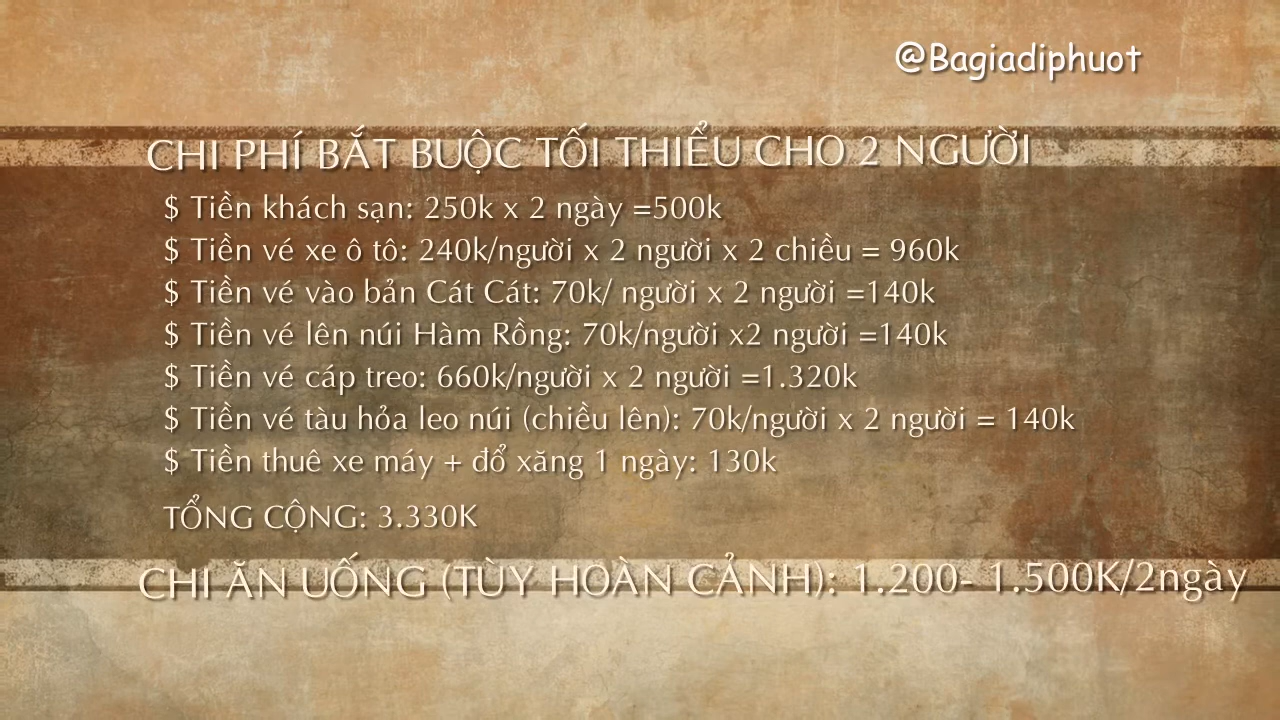 @Bagiadiphuot
CHI PHÍ BẮT BUỘC TỐI THIỂU CHO 2 NGƯỜI
$ Tiền khách sạn: 250k x 2 ngày =500k
$ Tiền vé xe ô tô: 240k/người x 2 người x 2 chiều = 960k
$ Tiền vé vào bản Cát Cát: 70k/ người x 2 người =140k
$ Tiền vé lên núi Hàm Rồng: 70k/người x2 người =140k
$ Tiền vé cáp treo: 660k/người x 2 người =1.320k
$ Tiền vé tàu hỏa leo núi (chiều lên): 70k/người x 2 người = 140k
$ Tiền thuê xe máy + đổ xăng 1 ngày: 130k
TỔNG CỘNG: 3.330K
CHI ĂN UỐNG (TÙY HOÀN CẢNH): 1.200- 1.500K/2ngày